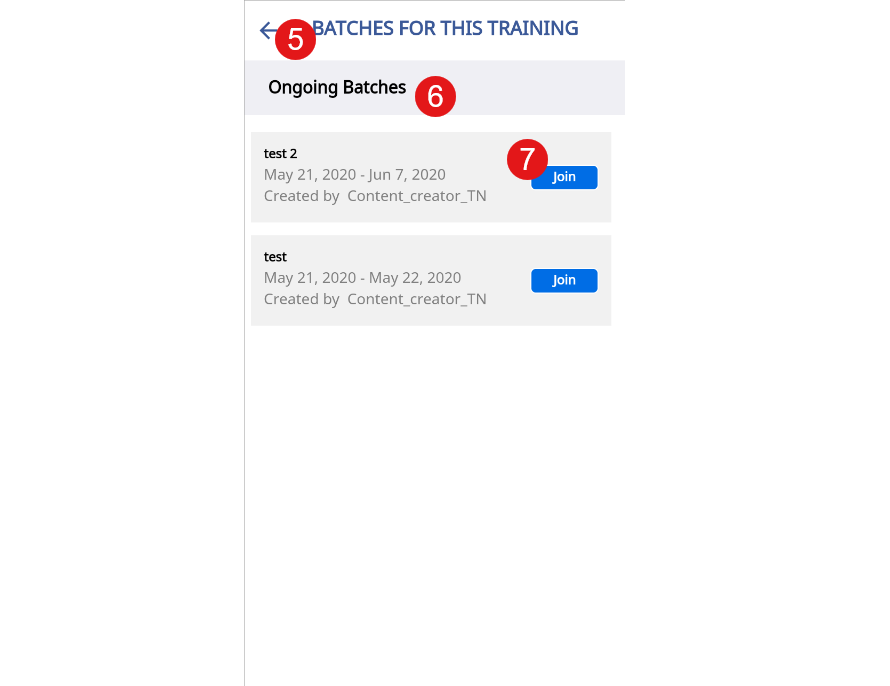 5 BATCHES FOR THIS TRAINING
Ongoing Batches 6
test 2
7
May 21, 2020 - Jun 7, 2020
Join
Created by Content_creator_TN
test
May 21, 2020 - May 22, 2020
Join
Created by Content_creator_TN